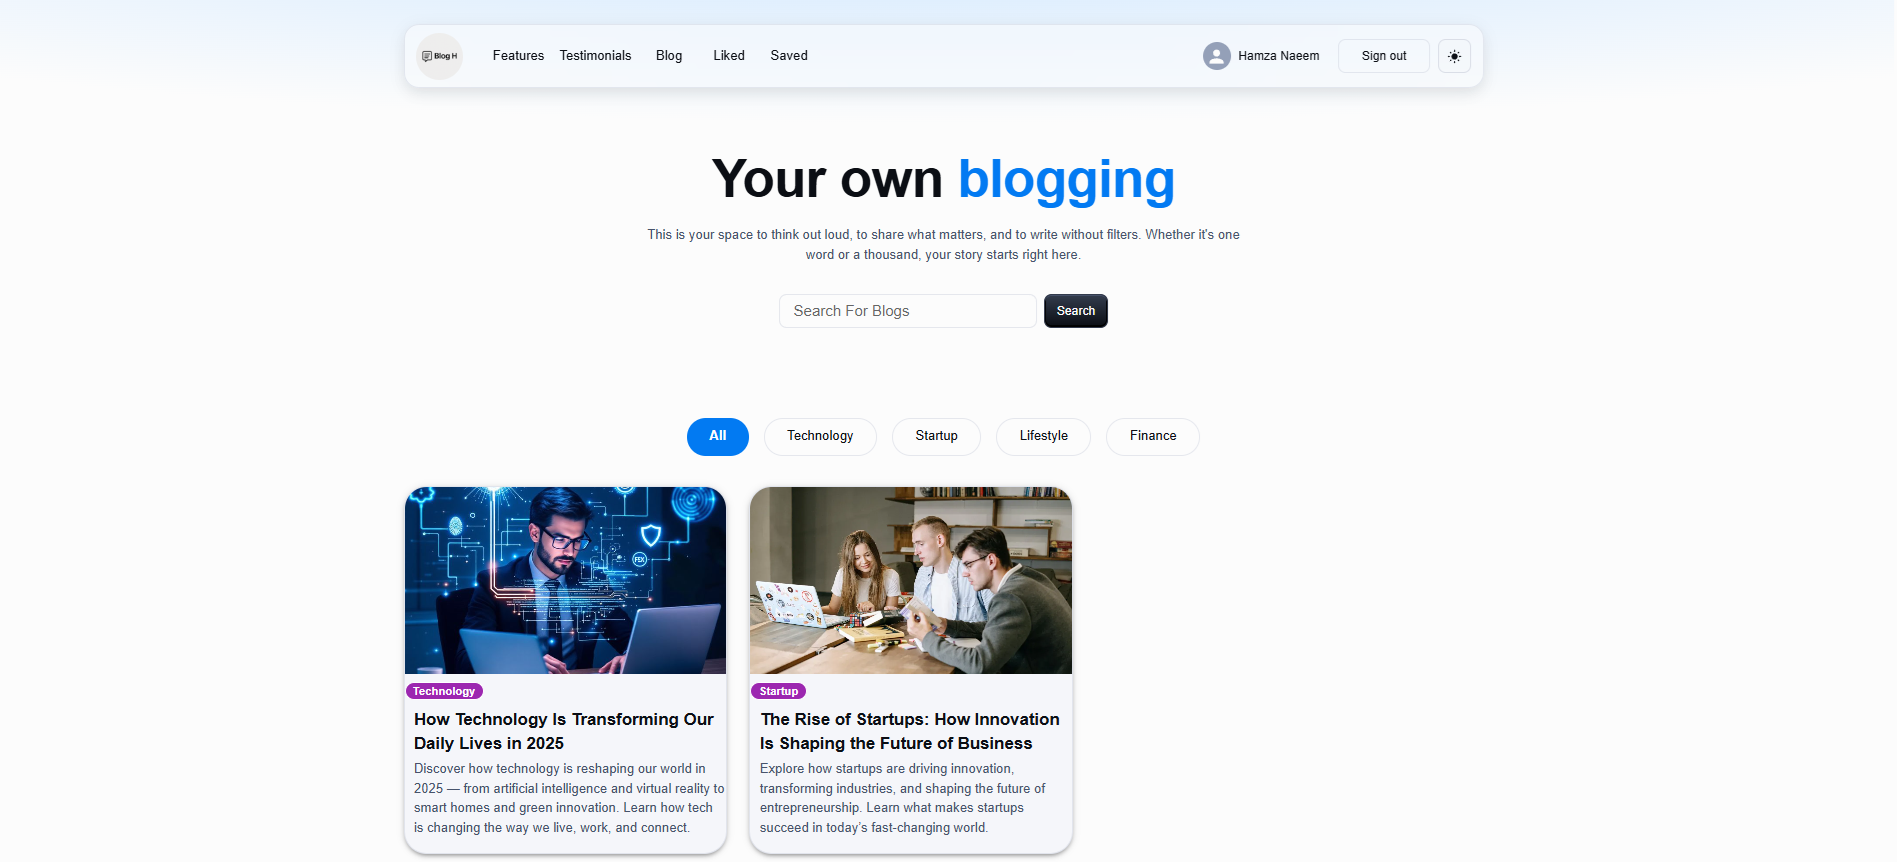 Blog H
Features Testimonials Blog Liked Saved
Hamza Naeem
Sign out
Your own blogging
This is your space to think out loud, to share what matters, and to write without filters. Whether it's one
word or a thousand, your story starts right here.
Search For Blogs
Search
All Technology Startup Lifestyle Finance
FEX
Technology
How Technology Is Transforming Our
Daily Lives in 2025
Discover how technology is reshaping our world in
2025 — from artificial intelligence and virtual reality to
smart homes and green innovation. Learn how tech
is changing the way we live, work, and connect.
Startup
The Rise of Startups: How Innovation
Is Shaping the Future of Business
Explore how startups are driving innovation,
transforming industries, and shaping the future of
entrepreneurship. Learn what makes startups
succeed in today’s fast-changing world.